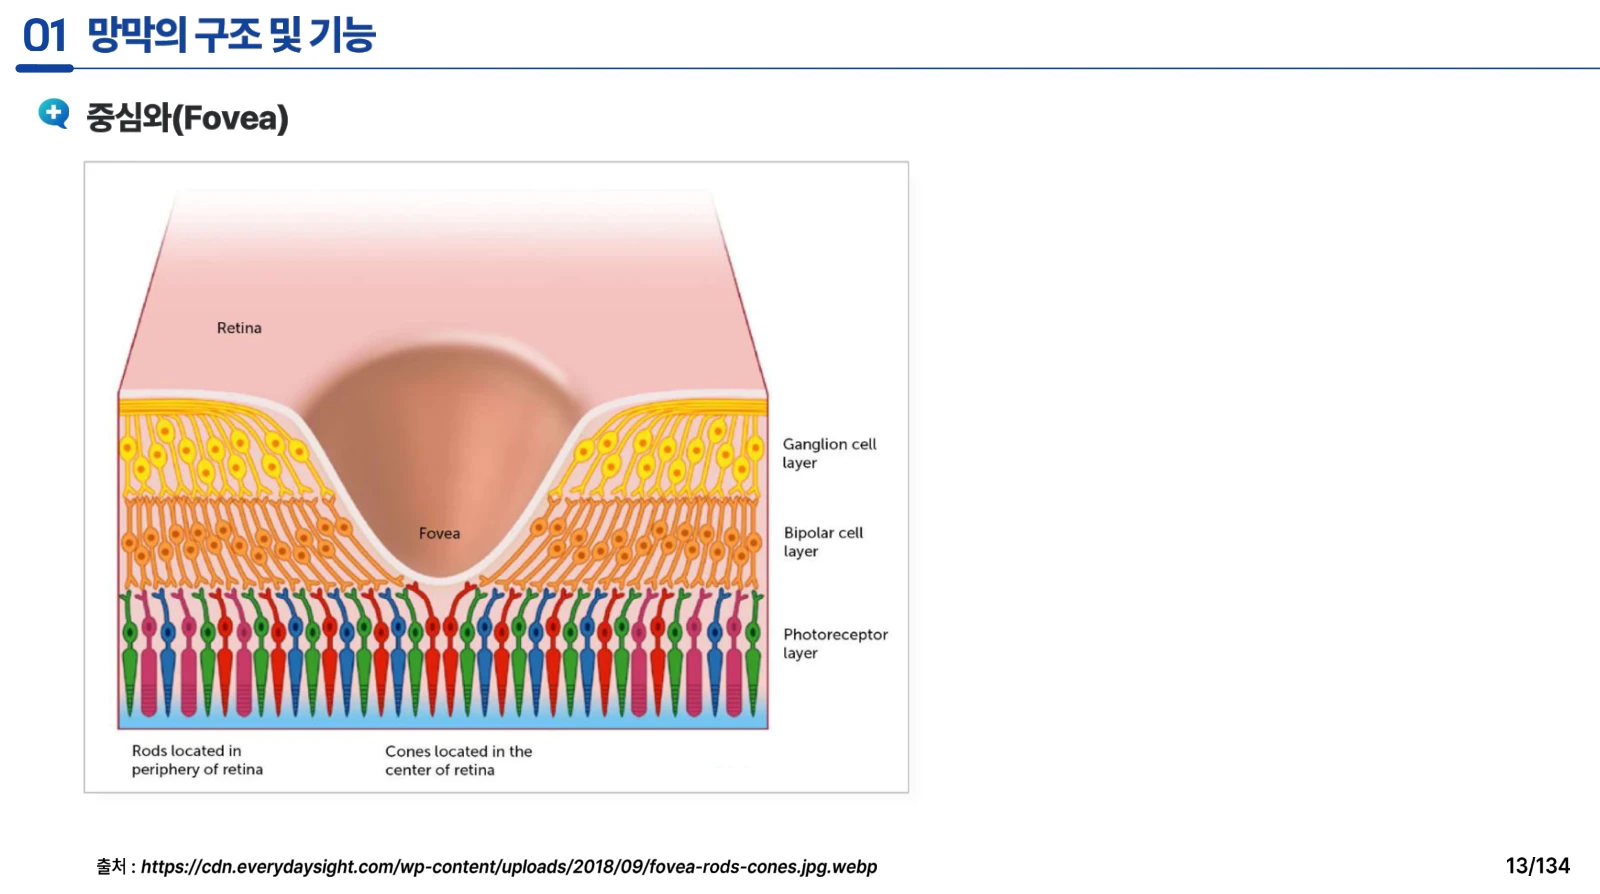 01 망막의 구조 및 기능
중심와(Fovea)
Retina
Fovea
Ganglion cell
layer
Bipolar cell
layer
Photoreceptor
layer
Rods located in
periphery of retina
Cones located in the
center of retina
출처 : https://cdn.everydaysight.com/wp-content/uploads/2018/09/fovea-rods-cones.jpg.webp
13/134